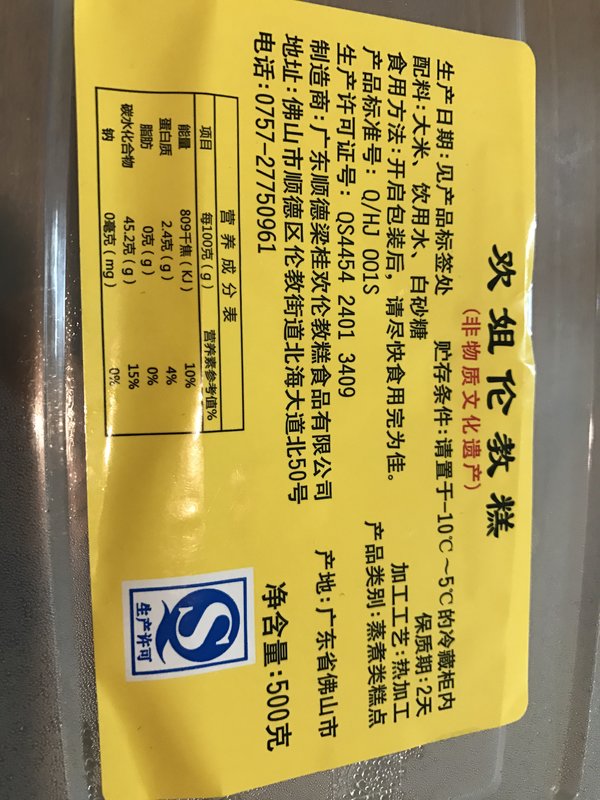 欢姐伦教糕
(非物质文化遗产)
生产日期:见产品标签处 贮存条件:请置于-10℃~5℃的冷藏柜内
配料:大米、饮用水、白砂糖 保质期:2天
食用方法:开启包装后，请尽快食用完为佳。 加工工艺:热加工
产品标准号: Q/HJ 001S 产品类别:蒸煮类糕点
生产许可证号: QS4454 2401 3409
制造商:广东顺德梁桂欢伦教糕食品有限公司 产地:广东省佛山市
地址:佛山市顺德区伦教街道北海大道北50号
电话:0757-27750961 净含量:500克
营养成分表
项目 每100克(g) 营养素参考值%
能量 809千焦(KJ) 10%
蛋白质 2.4克(g) 4%
脂肪 0克(g) 0%
碳水化合物 45.2克(g) 15%
钠 0毫克(mg) 0%
生产许可